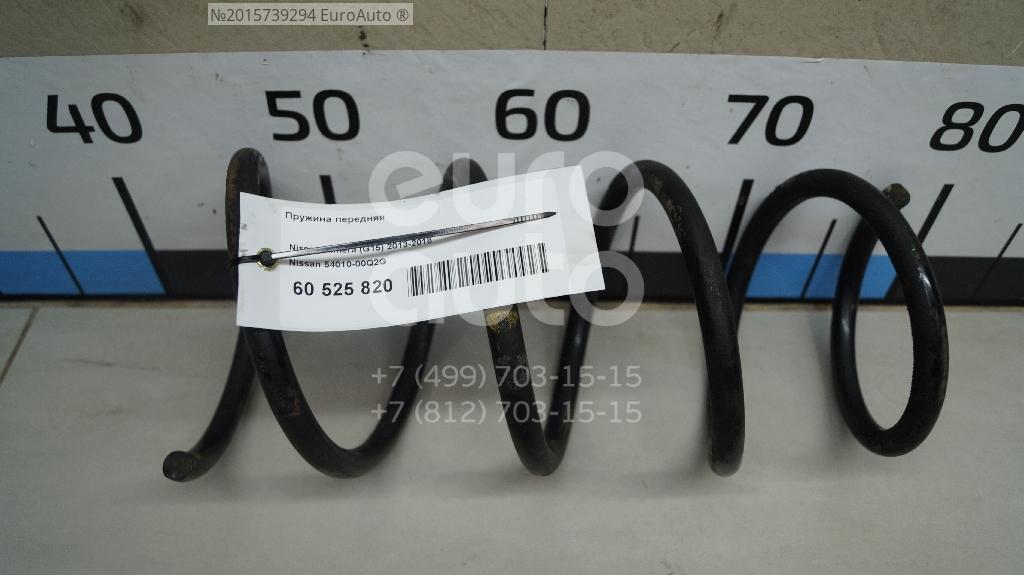 №2015739294 EuroAuto ®
40 50 60 70 80
euro
auto
Пружина передняя
(G15) 2013-2018
Nissan 54010-00Q2G
60 525 820
+7 (499) 703-15-15
+7 (812) 703-15-15